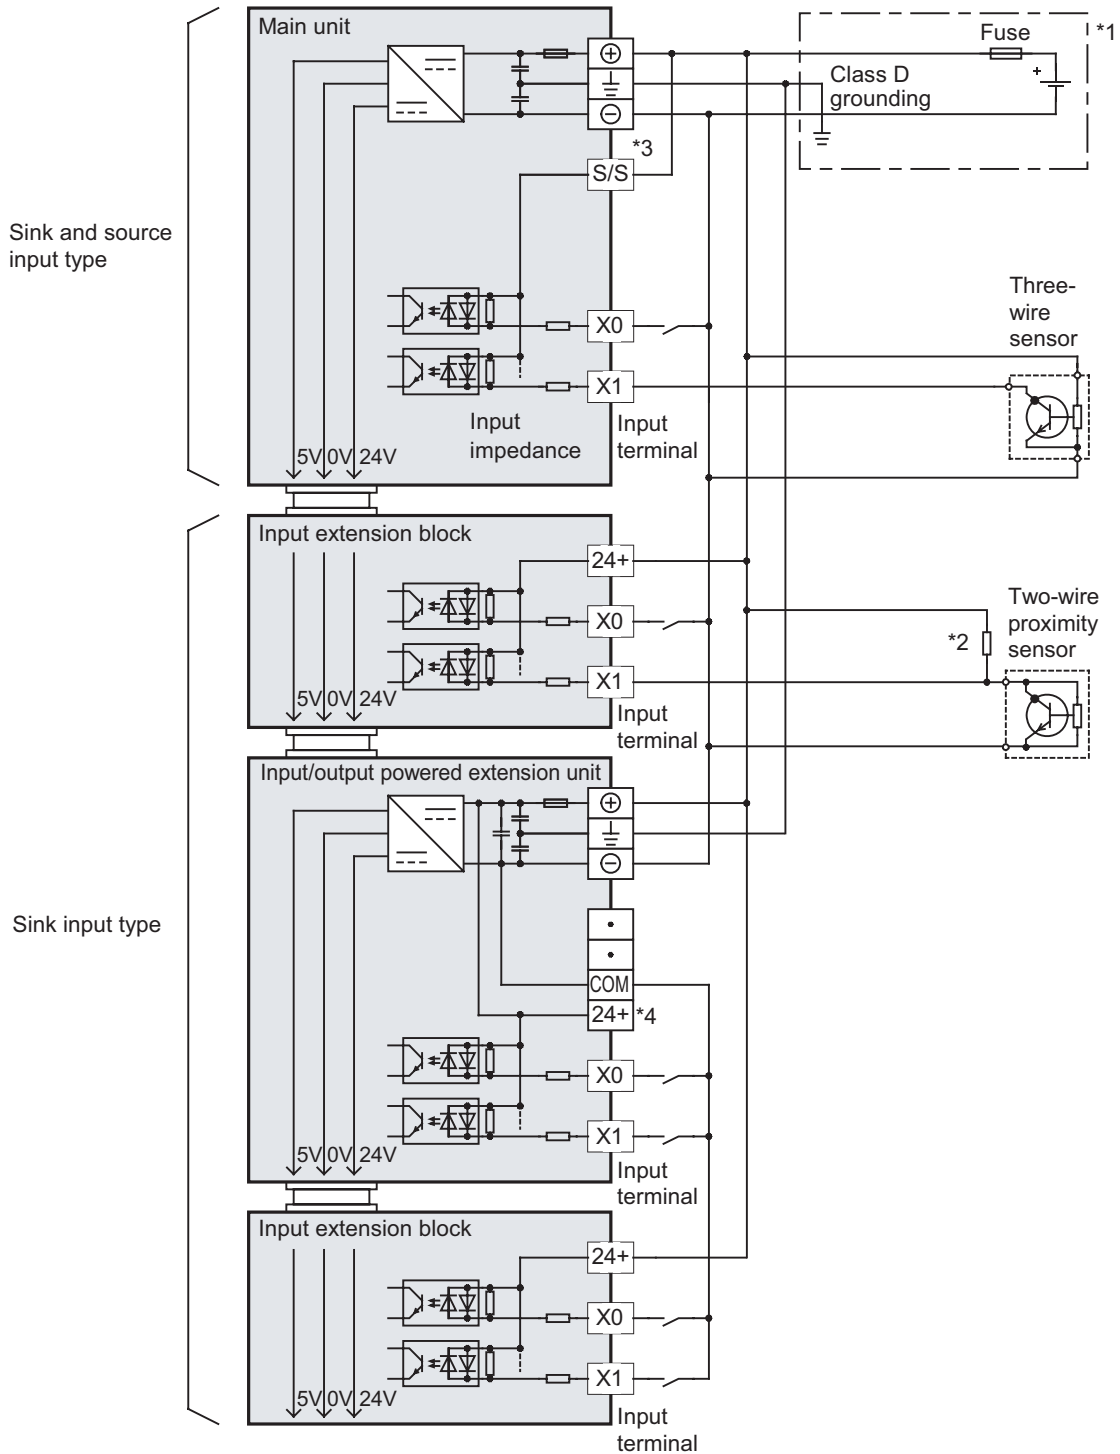 Main unit
Fuse
*1
+
Class D
grounding
*3
S/S
Sink and source
input type
Three-
wire
sensor
X0
X1
Input
impedance
Input
terminal
5V 0V 24V
Input extension block
24+
X0
Two-wire
proximity
sensor
*2
X1
5V 0V 24V
Input
terminal
Input/output powered extension unit
Sink input type
COM
24+ *4
X0
X1
5V 0V 24V
Input
terminal
Input extension block
24+
X0
X1
5V 0V 24V
Input
terminal